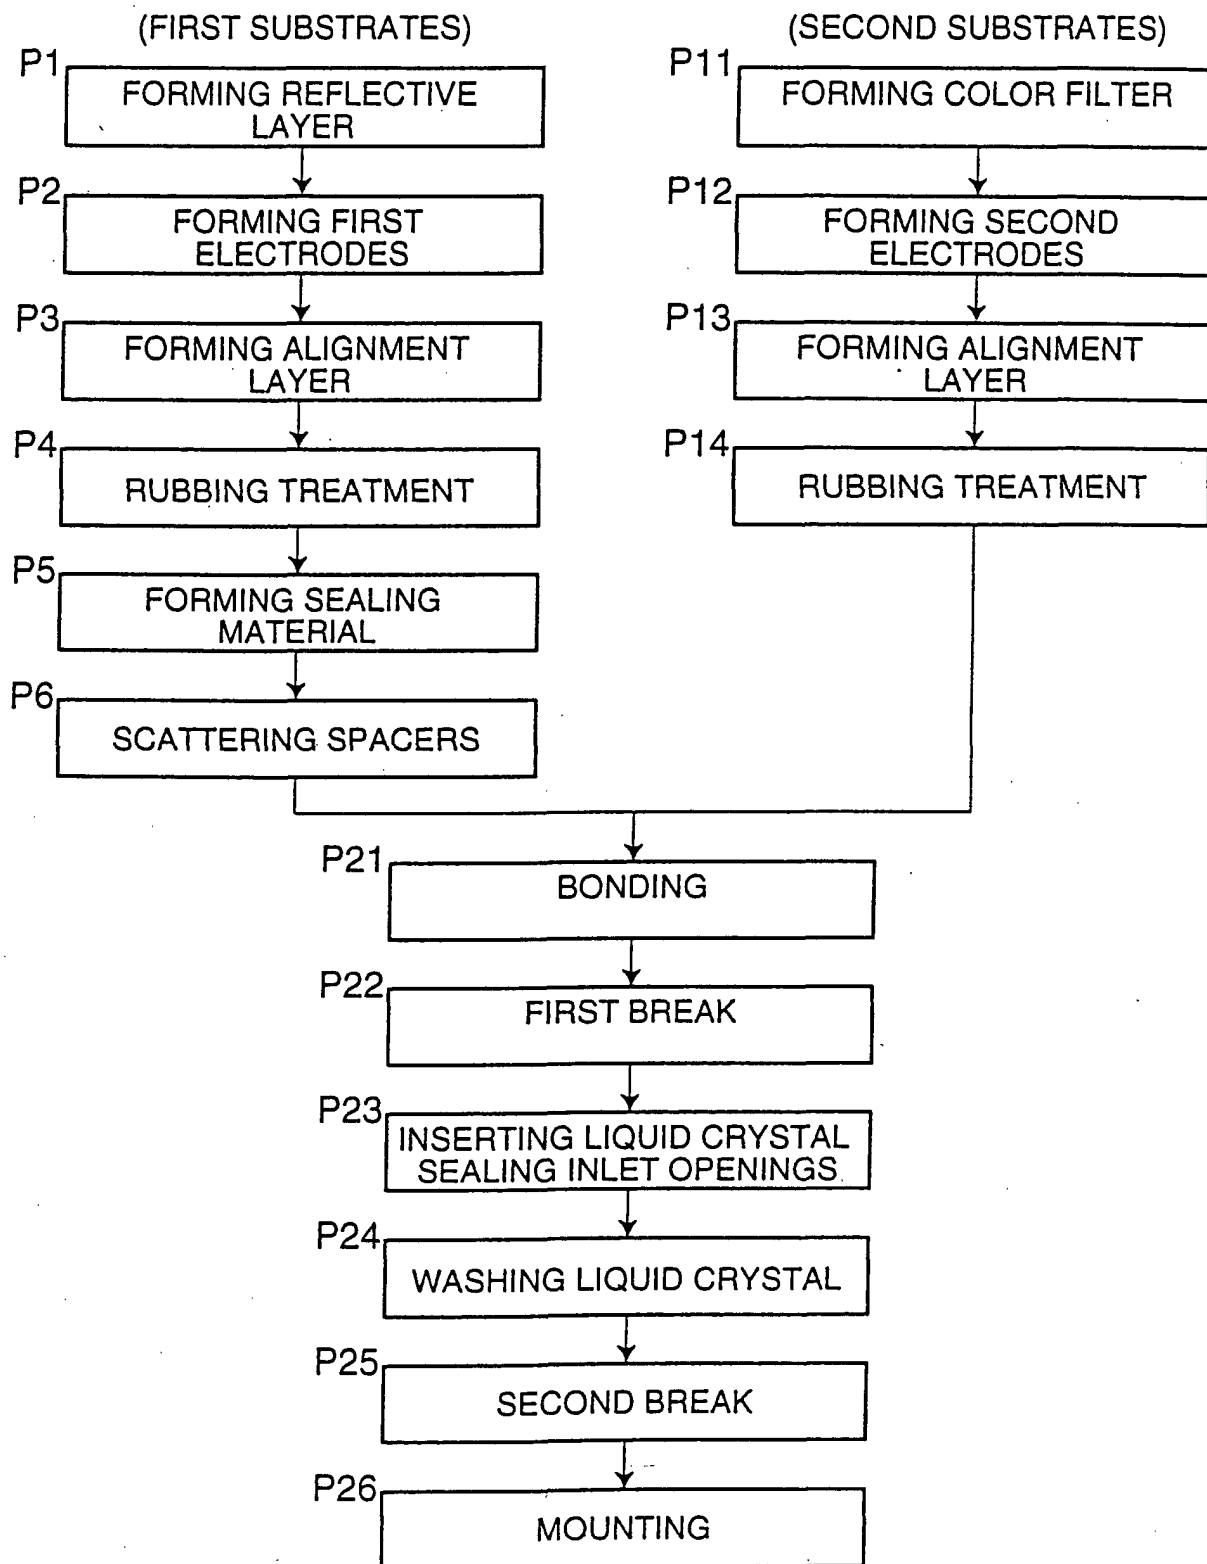 (FIRST SUBSTRATES)
P1
FORMING REFLECTIVE
LAYER
P2
FORMING FIRST
ELECTRODES
P3
FORMING ALIGNMENT
LAYER
P4
RUBBING TREATMENT
P5
FORMING SEALING
MATERIAL
P6
SCATTERING SPACERS
(SECOND SUBSTRATES)
P11
FORMING COLOR FILTER
P12
FORMING SECOND
ELECTRODES
P13
FORMING ALIGNMENT
LAYER
P14
RUBBING TREATMENT
P21
BONDING
P22
FIRST BREAK
P23
INSERTING LIQUID CRYSTAL
SEALING INLET OPENINGS
P24
WASHING LIQUID CRYSTAL
P25
SECOND BREAK
P26
MOUNTING